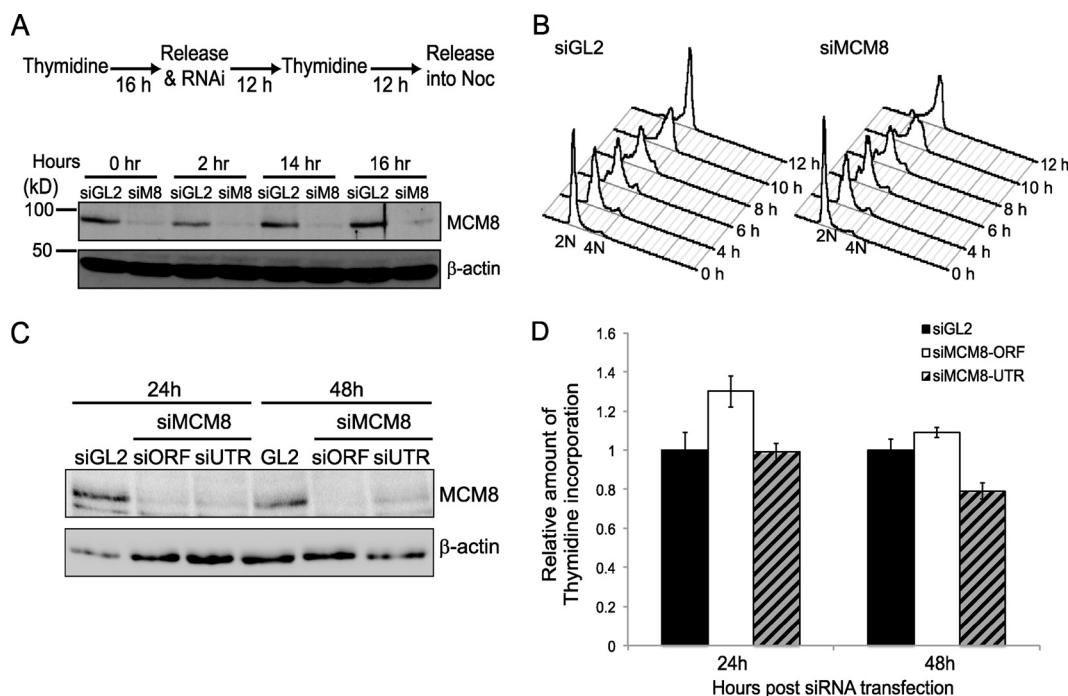 A
Thymidine
16 h
Release
& RNAi
12 h
Thymidine
12 h
Release
into Noc
Hours 0 hr 2 hr 14 hr 16 hr
(kD) siGL2 siM8 siGL2 siM8 siGL2 siM8 siGL2 siM8
100
MCM8
50
β-actin
B
siGL2
2N
4N
0 h
2 h
4 h
6 h
8 h
10 h
12 h
siMCM8
2N
4N
0 h
2 h
4 h
6 h
8 h
10 h
12 h
C
24h 48h
siMCM8 siMCM8
siGL2 siORF siUTR GL2 siORF siUTR
MCM8
β-actin
D
siGL2
siMCM8-ORF
siMCM8-UTR
Relative amount of
Thymidine incorporation
1.6
1.4
1.2
1
0.8
0.6
0.4
0.2
0
24h 48h
Hours post siRNA transfection